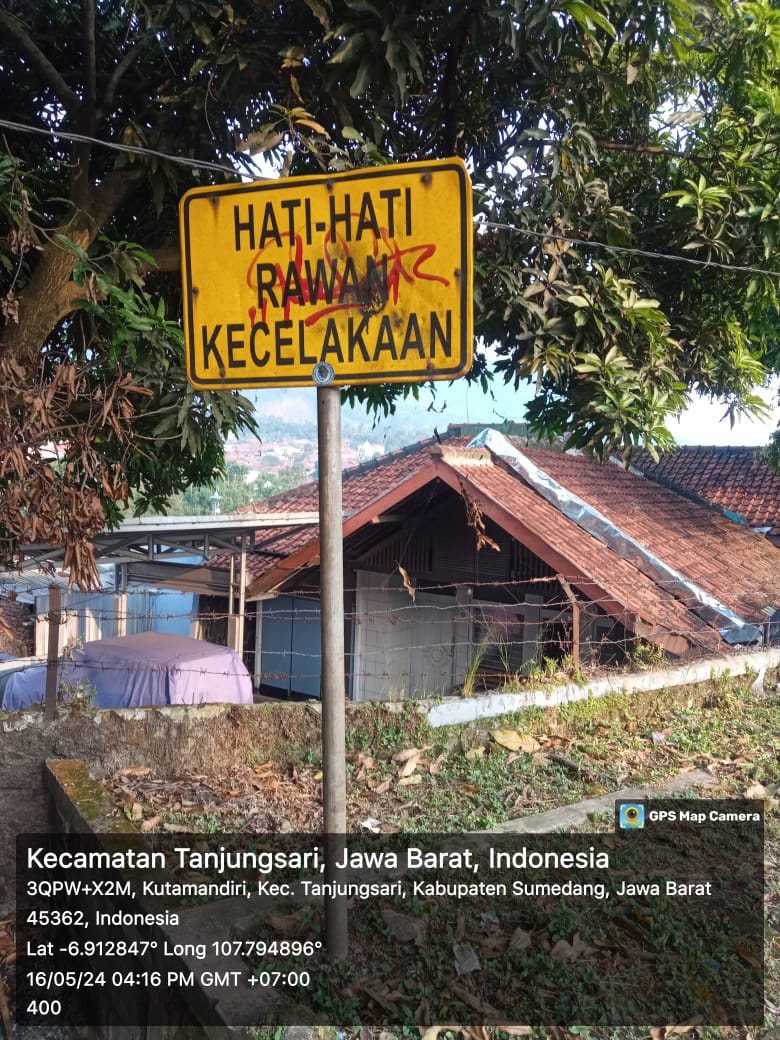 HATI-HATI
RAWAN
KECELAKAAN
GPS Map Camera
Kecamatan Tanjungsari, Jawa Barat, Indonesia
3QPW+X2M, Kutamandiri, Kec. Tanjungsari, Kabupaten Sumedang, Jawa Barat
45362, Indonesia
Lat -6.912847° Long 107.794896°
16/05/24 04:16 PM GMT +07:00
400